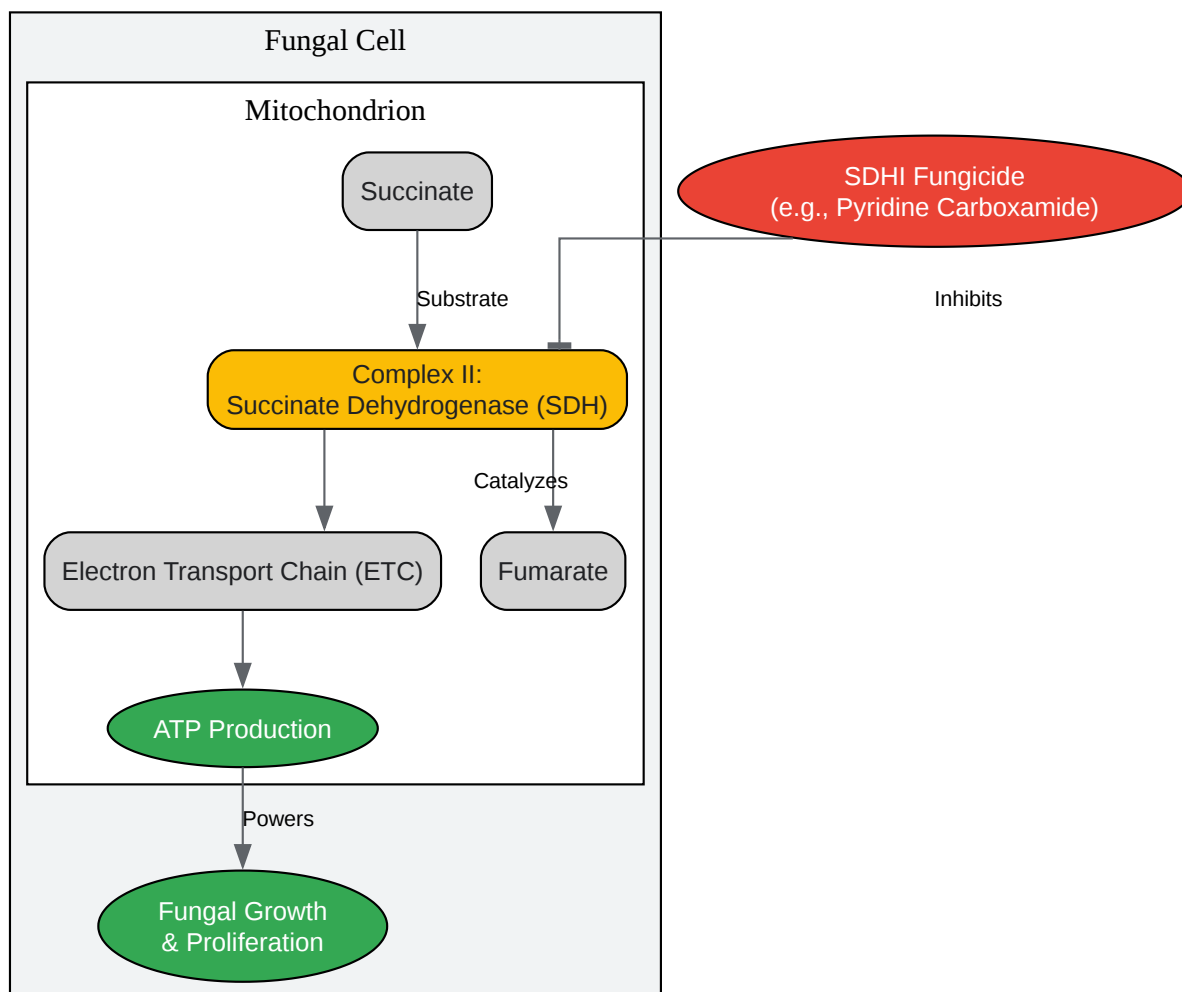 Fungal Cell
Mitochondrion
Succinate
SDHI Fungicide
(e.g., Pyridine Carboxamide)
Substrate
Inhibits
Complex II:
Succinate Dehydrogenase (SDH)
Catalyzes
Electron Transport Chain (ETC)
Fumarate
ATP Production
Powers
Fungal Growth
& Proliferation